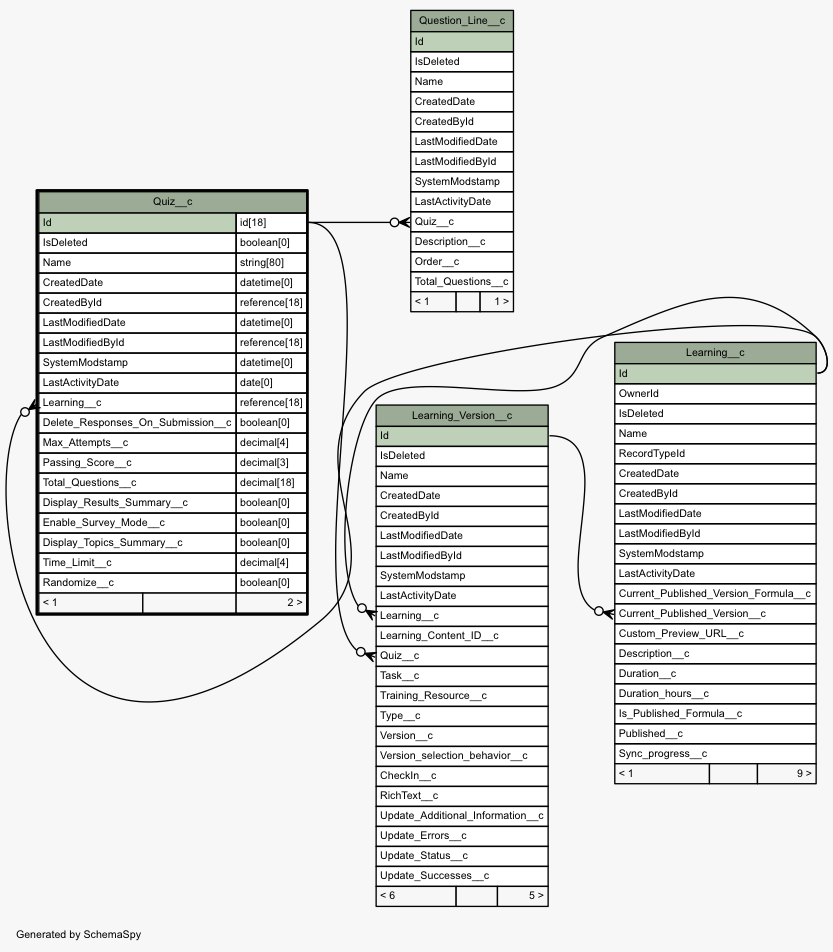 Question_Line__c
Id
IsDeleted
Name
CreatedDate
CreatedById
LastModifiedDate
LastModifiedById
SystemModstamp
LastActivityDate
Quiz__c
Description__c
Order__c
Total_Questions__c
< 1 1 >
Quiz__c
Id id[18]
IsDeleted boolean[0]
Name string[80]
CreatedDate datetime[0]
CreatedById reference[18]
LastModifiedDate datetime[0]
LastModifiedById reference[18]
SystemModstamp datetime[0]
LastActivityDate date[0]
Learning__c reference[18]
Delete_Responses_On_Submission__c boolean[0]
Max_Attempts__c decimal[4]
Passing_Score__c decimal[3]
Total_Questions__c decimal[18]
Display_Results_Summary__c boolean[0]
Enable_Survey_Mode__c boolean[0]
Display_Topics_Summary__c boolean[0]
Time_Limit__c decimal[4]
Randomize__c boolean[0]
< 1 2 >
Learning_Version__c
Id
IsDeleted
Name
CreatedDate
CreatedById
LastModifiedDate
LastModifiedById
SystemModstamp
LastActivityDate
Learning__c
Learning_Content_ID__c
Quiz__c
Task__c
Training_Resource__c
Type__c
Version__c
Version_selection_behavior__c
CheckIn__c
RichText__c
Update_Additional_Information__c
Update_Errors__c
Update_Status__c
Update_Successes__c
< 6 5 >
Learning__c
Id
OwnerId
IsDeleted
Name
RecordTypeId
CreatedDate
CreatedById
LastModifiedDate
LastModifiedById
SystemModstamp
LastActivityDate
Current_Published_Version_Formula__c
Current_Published_Version__c
Custom_Preview_URL__c
Description__c
Duration__c
Duration_hours__c
Is_Published_Formula__c
Published__c
Sync_progress__c
< 1 9 >
Generated by SchemaSpy